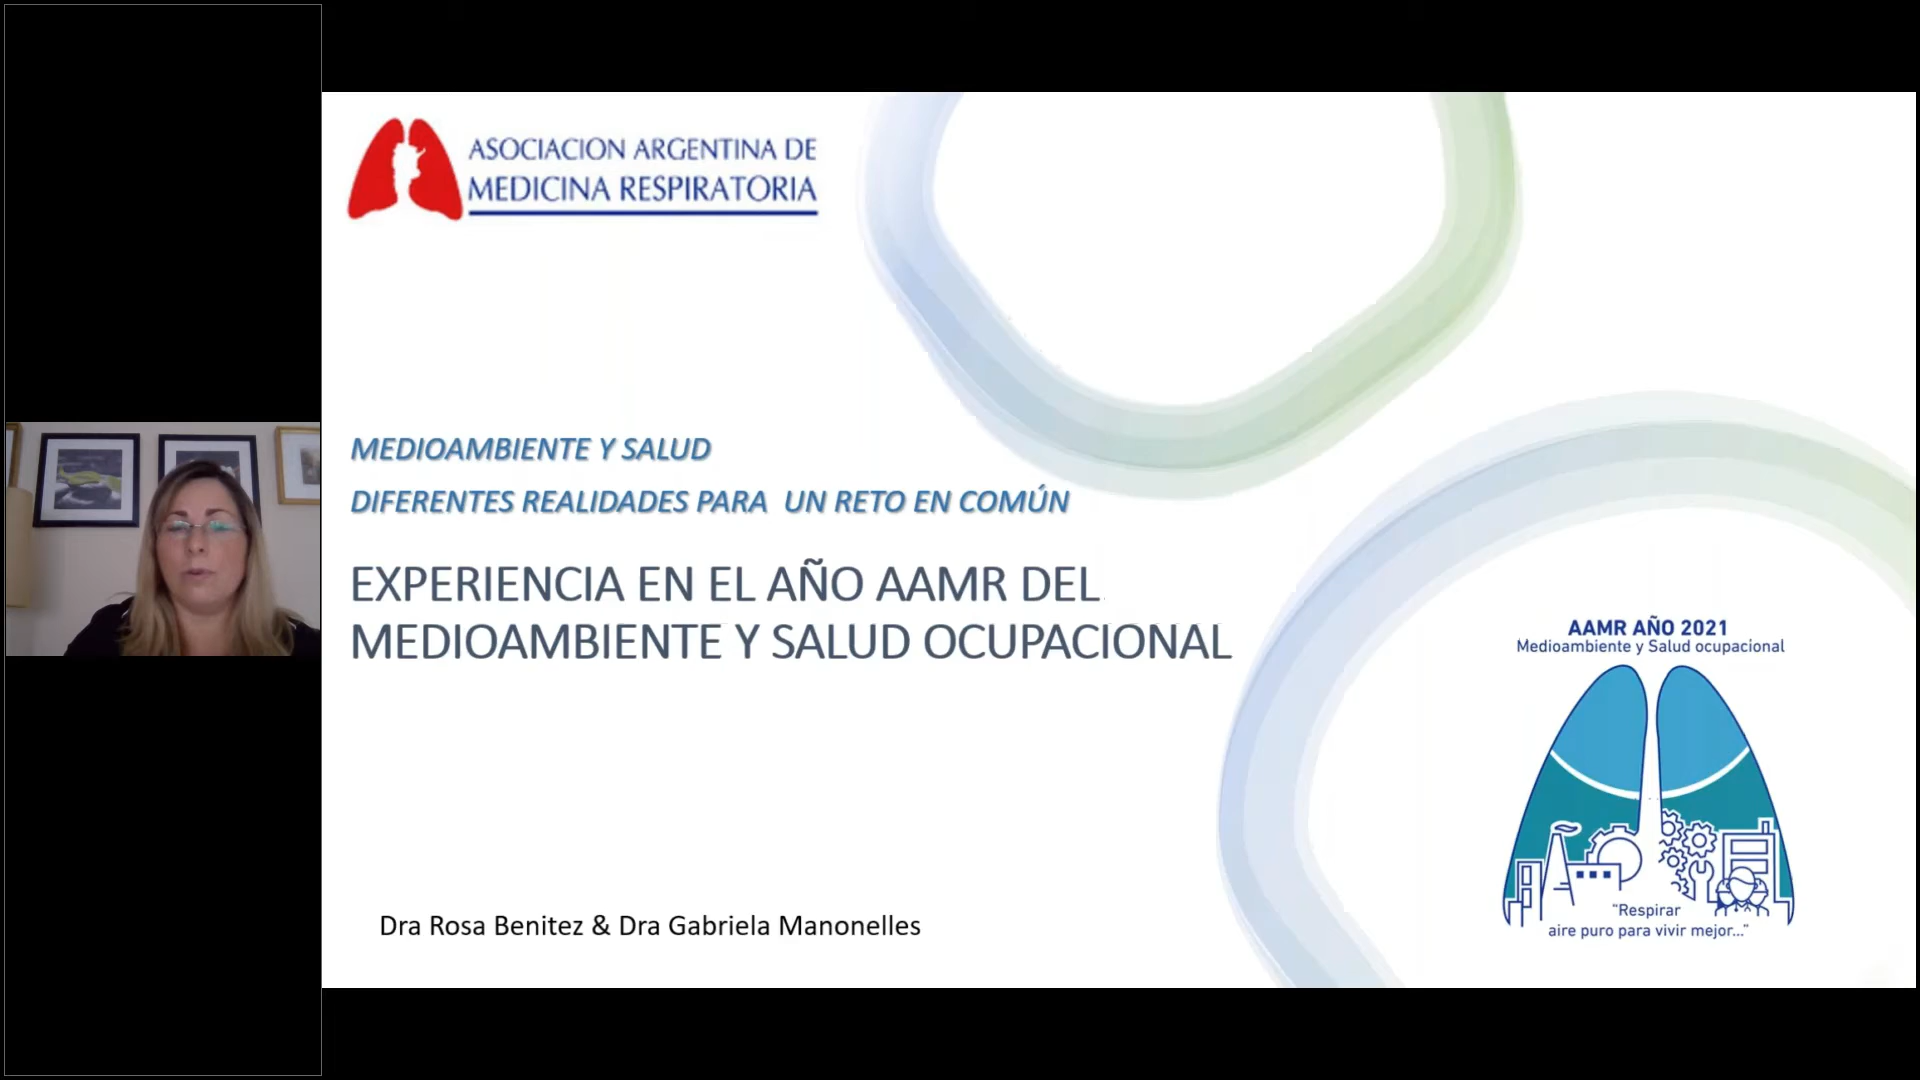 ASOCIACION ARGENTINA DE
MEDICINA RESPIRATORIA
MEDIOAMBIENTE Y SALUD
DIFERENTES REALIDADES PARA UN RETO EN COMÚN
EXPERIENCIA EN EL AÑO AAMR DEL
MEDIOAMBIENTE Y SALUD OCUPACIONAL
Dra Rosa Benitez & Dra Gabriela Manonelles
AAMR AÑO 2021
Medioambiente y Salud ocupacional
"Respirar
aire puro para vivir mejor..."